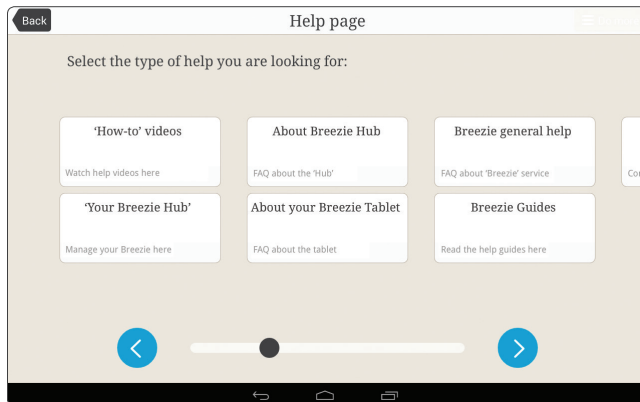 Back
Help page
Select the type of help you are looking for:
‘How-to’ videos
Watch help videos here
About Breezie Hub
FAQ about the ‘Hub’
Breezie general help
FAQ about ‘Breezie’ service
‘Your Breezie Hub’
Manage your Breezie here
About your Breezie Tablet
FAQ about the tablet
Breezie Guides
Read the help guides here